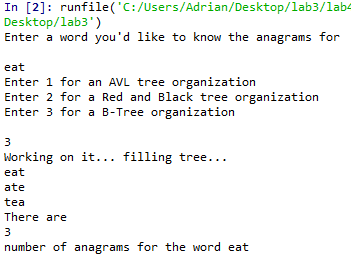 In [2]: runfile('C:/Users/Adrian/Desktop/lab3/lab4
Desktop/lab3')
Enter a word you'd like to know the anagrams for
eat
Enter 1 for an AVL tree organization
Enter 2 for a Red and Black tree organization
Enter 3 for a B-Tree organization
3
Working on it... filling tree...
eat
ate
tea
There are
3
number of anagrams for the word eat